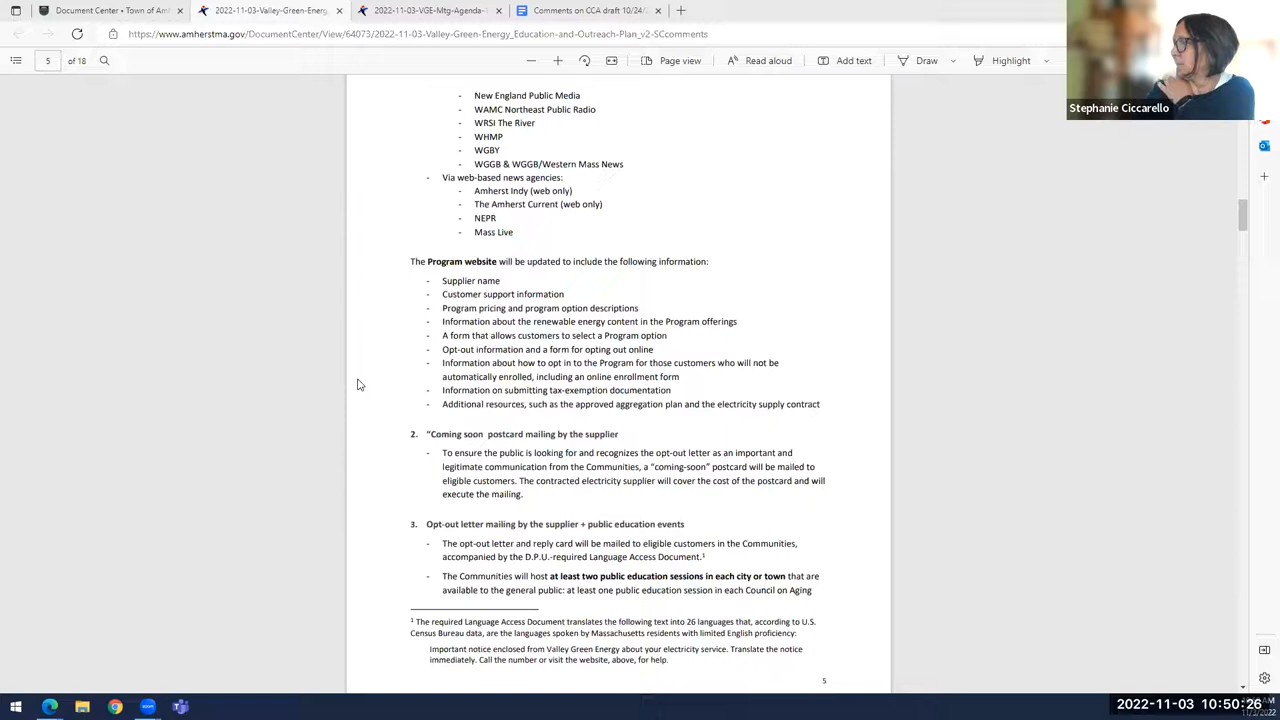 Document Center • Town of Am
2022-11-03-Valley-Green-Energ
2022-11-03-VGE-Mtg-Agenda
Comments on CCA draft 10/24/
https://www.amherstma.gov/DocumentCenter/View/64073/2022-11-03-Valley-Green-Energy_Education-and-Outreach-Plan_v2-SCcomments
5 of 18
Page view
Read aloud
Add text
Draw
Highlight
Stephanie Ciccarello
- New England Public Media
- WAMC Northeast Public Radio
- WRSI The River
- WHMP
- WGBY
- WGGB & WGGB/Western Mass News
- Via web-based news agencies:
- Amherst Indy (web only)
- The Amherst Current (web only)
- NEPR
- Mass Live
The Program website will be updated to include the following information:
- Supplier name
- Customer support information
- Program pricing and program option descriptions
- Information about the renewable energy content in the Program offerings
- A form that allows customers to select a Program option
- Opt-out information and a form for opting out online
- Information about how to opt in to the Program for those customers who will not be
automatically enrolled, including an online enrollment form
- Information on submitting tax-exemption documentation
- Additional resources, such as the approved aggregation plan and the electricity supply contract
2. “Coming soon postcard mailing by the supplier
- To ensure the public is looking for and recognizes the opt-out letter as an important and
legitimate communication from the Communities, a “coming-soon” postcard will be mailed to
eligible customers. The contracted electricity supplier will cover the cost of the postcard and will
execute the mailing.
3. Opt-out letter mailing by the supplier + public education events
- The opt-out letter and reply card will be mailed to eligible customers in the Communities,
accompanied by the D.P.U.-required Language Access Document.¹
- The Communities will host at least two public education sessions in each city or town that are
available to the general public: at least one public education session in each Council on Aging
¹ The required Language Access Document translates the following text into 26 languages that, according to U.S.
Census Bureau data, are the languages spoken by Massachusetts residents with limited English proficiency:
Important notice enclosed from Valley Green Energy about your electricity service. Translate the notice
immediately. Call the number or visit the website, above, for help.
5
2022-11-03 10:50:26